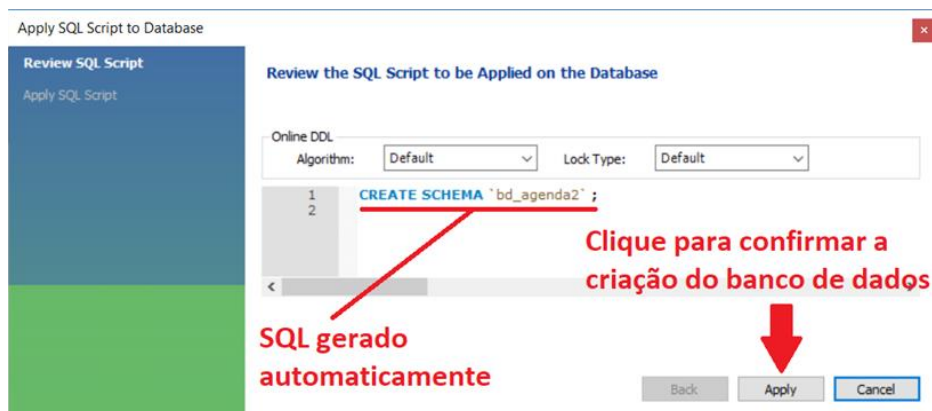 Apply SQL Script to Database
Review SQL Script
Apply SQL Script
Review the SQL Script to be Applied on the Database
Online DDL
Algorithm: Default Lock Type: Default
1 CREATE SCHEMA `bd_agenda2` ;
2
Clique para confirmar a
criação do banco de dados
SQL gerado
automaticamente
Back Apply Cancel